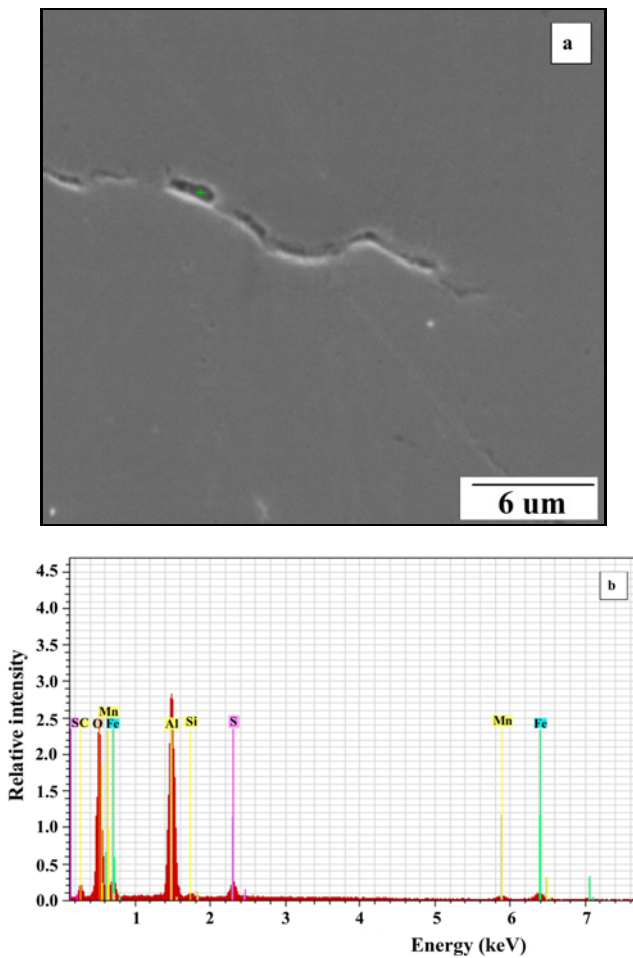 a
6 um
b
4.5
4.0
3.5
3.0
Mn
2.5
S C O Fe Al Si S Mn Fe
2.0
1.5
1.0
0.5
0.0
1 2 3 4 5 6 7
Relative intensity
Energy (keV)